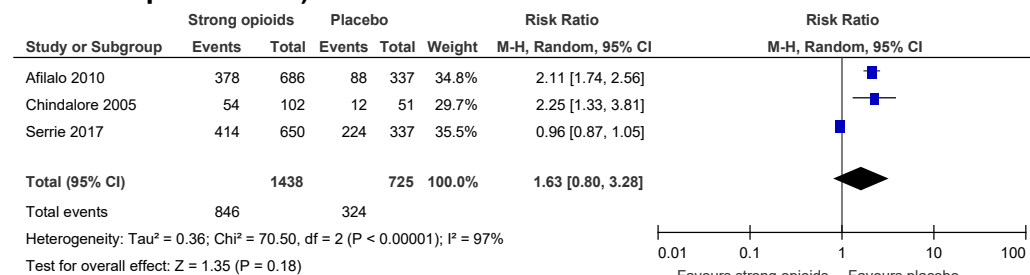 Strong opioids Placebo Risk Ratio Risk Ratio
Study or Subgroup Events Total Events Total Weight M-H, Random, 95% CI M-H, Random, 95% CI
Afilalo 2010 378 686 88 337 34.8% 2.11 [1.74, 2.56]
Chindalore 2005 54 102 12 51 29.7% 2.25 [1.33, 3.81]
Serrie 2017 414 650 224 337 35.5% 0.96 [0.87, 1.05]
Total (95% CI) 1438 725 100.0% 1.63 [0.80, 3.28]
Total events 846 324
Heterogeneity: Tau² = 0.36; Chi² = 70.50, df = 2 (P < 0.00001); I² = 97%
0.01 0.1 1 10 100
Test for overall effect: Z = 1.35 (P = 0.18)
Favours strong opioids Favours placebo